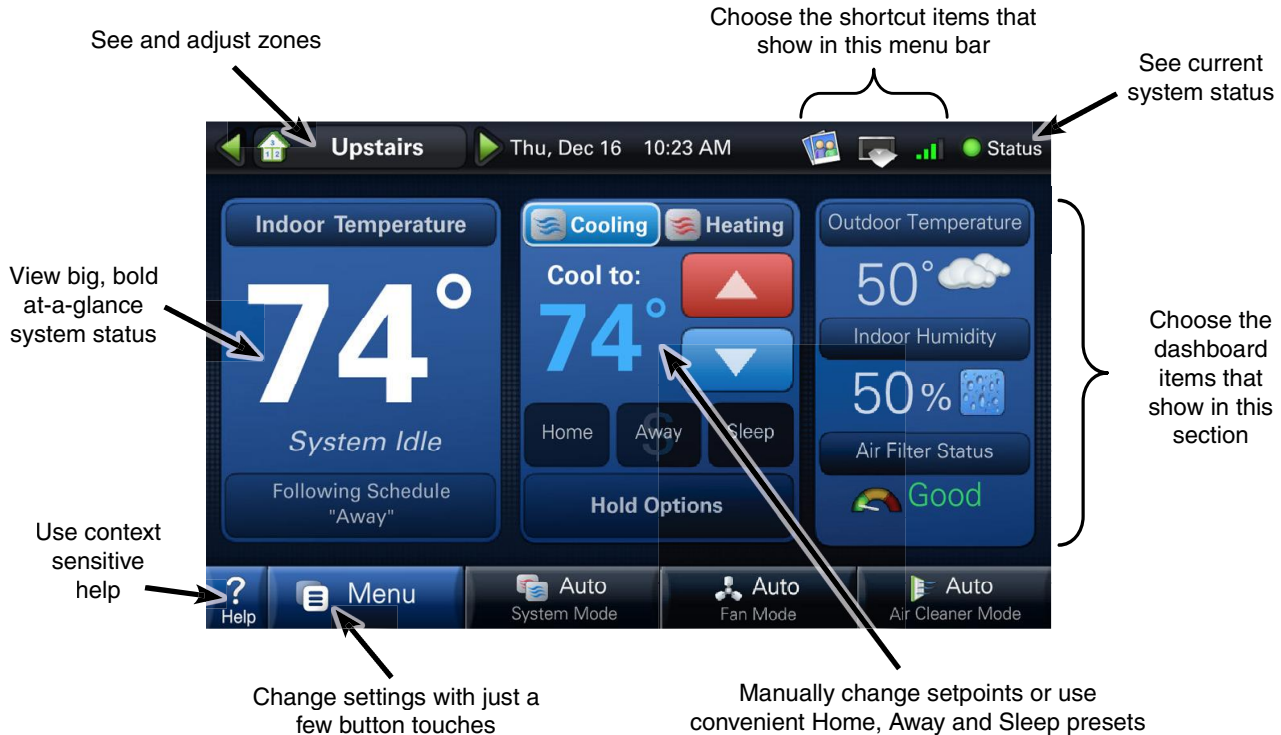 Choose the shortcut items that
show in this menu bar
See and adjust zones
See current
system status
Upstairs
Thu, Dec 16 10:23 AM
Status
Indoor Temperature
74°
System Idle
Following Schedule
"Away"
Cooling
Heating
Cool to:
74°
Home
Away
Sleep
Hold Options
Outdoor Temperature
50°
Indoor Humidity
50%
Air Filter Status
Good
View big, bold
at-a-glance
system status
Choose the
dashboard
items that
show in this
section
Use context
sensitive
help
?
Help
Menu
Auto
System Mode
Auto
Fan Mode
Auto
Air Cleaner Mode
Change settings with just a
few button touches
Manually change setpoints or use
convenient Home, Away and Sleep presets